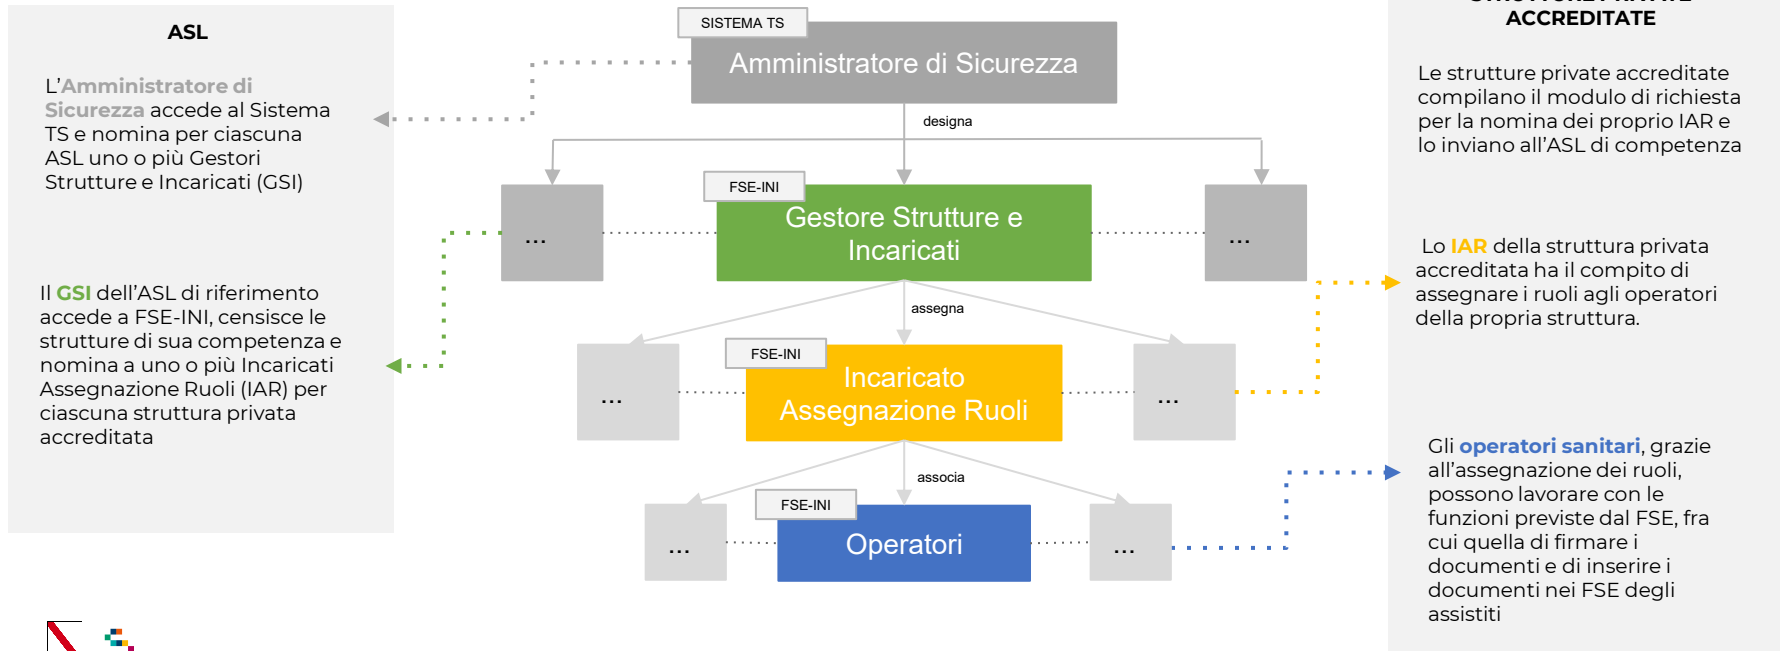 ASL
L'Amministratore di
Sicurezza accede al Sistema
TS e nomina per ciascuna
ASL uno o più Gestori
Strutture e Incaricati (GSI)
Il GSI dell'ASL di riferimento
accede a FSE-INI, censisce le
strutture di sua competenza e
nomina a uno o più Incaricati
Assegnazione Ruoli (IAR) per
ciascuna struttura privata
accreditata
SISTEMA TS
Amministratore di Sicurezza
designa
...
FSE-INI
Gestore Strutture e
Incaricati
...
assegna
...
FSE-INI
Incaricato
Assegnazione Ruoli
...
associa
...
FSE-INI
Operatori
...
STRUTTURE PRIVATE
ACCREDITATE
Le strutture private accreditate
compilano il modulo di richiesta
per la nomina dei proprio IAR e
lo inviano all'ASL di competenza
Lo IAR della struttura privata
accreditata ha il compito di
assegnare i ruoli agli operatori
della propria struttura.
Gli operatori sanitari, grazie
all'assegnazione dei ruoli,
possono lavorare con le
funzioni previste dal FSE, fra
cui quella di firmare i
documenti e di inserire i
documenti nei FSE degli
assistiti